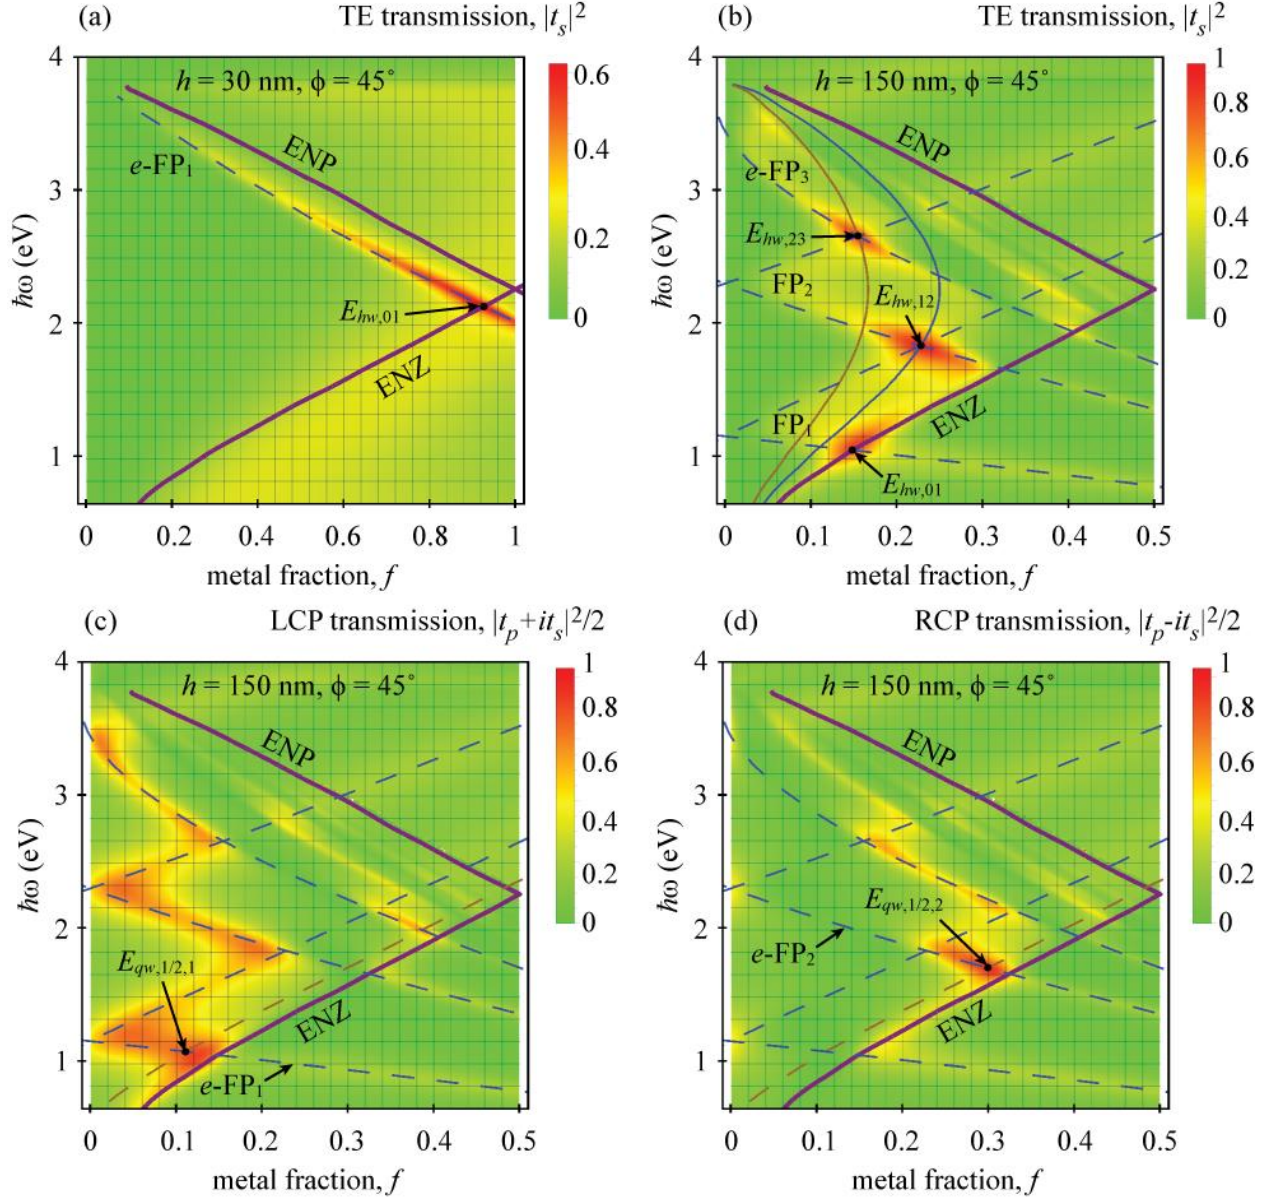 (a) TE transmission, |t_s|²
h = 30 nm, ϕ = 45°
ENP
e-FP₁
E_hw,01
ENZ
ħω (eV)
4
3
2
1
0 0.2 0.4 0.6 0.8 1
metal fraction, f
0.6
0.4
0.2
0
(b) TE transmission, |t_s|²
h = 150 nm, ϕ = 45°
ENP
e-FP₃
E_hw,23
FP₂
E_hw,12
FP₁
ENZ
E_hw,01
ħω (eV)
4
3
2
1
0 0.1 0.2 0.3 0.4 0.5
metal fraction, f
1
0.8
0.6
0.4
0.2
0
(c) LCP transmission, |t_p+it_s|²/2
h = 150 nm, ϕ = 45°
ENP
E_qw,1/2,1
ENZ
e-FP₁
ħω (eV)
4
3
2
1
0 0.1 0.2 0.3 0.4 0.5
metal fraction, f
1
0.8
0.6
0.4
0.2
0
(d) RCP transmission, |t_p-it_s|²/2
h = 150 nm, ϕ = 45°
ENP
E_qw,1/2,2
e-FP₂
ENZ
ħω (eV)
4
3
2
1
0 0.1 0.2 0.3 0.4 0.5
metal fraction, f
1
0.8
0.6
0.4
0.2
0